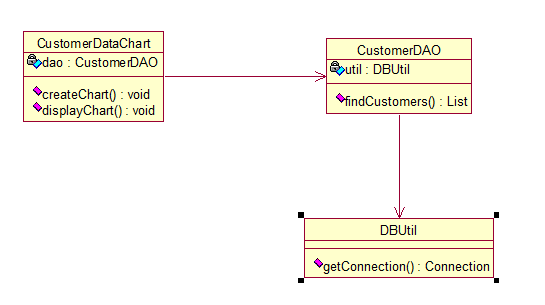 CustomerDataChart
dao : CustomerDAO
createChart() : void
displayChart() : void
CustomerDAO
util : DBUtil
findCustomers() : List
DBUtil
getConnection() : Connection